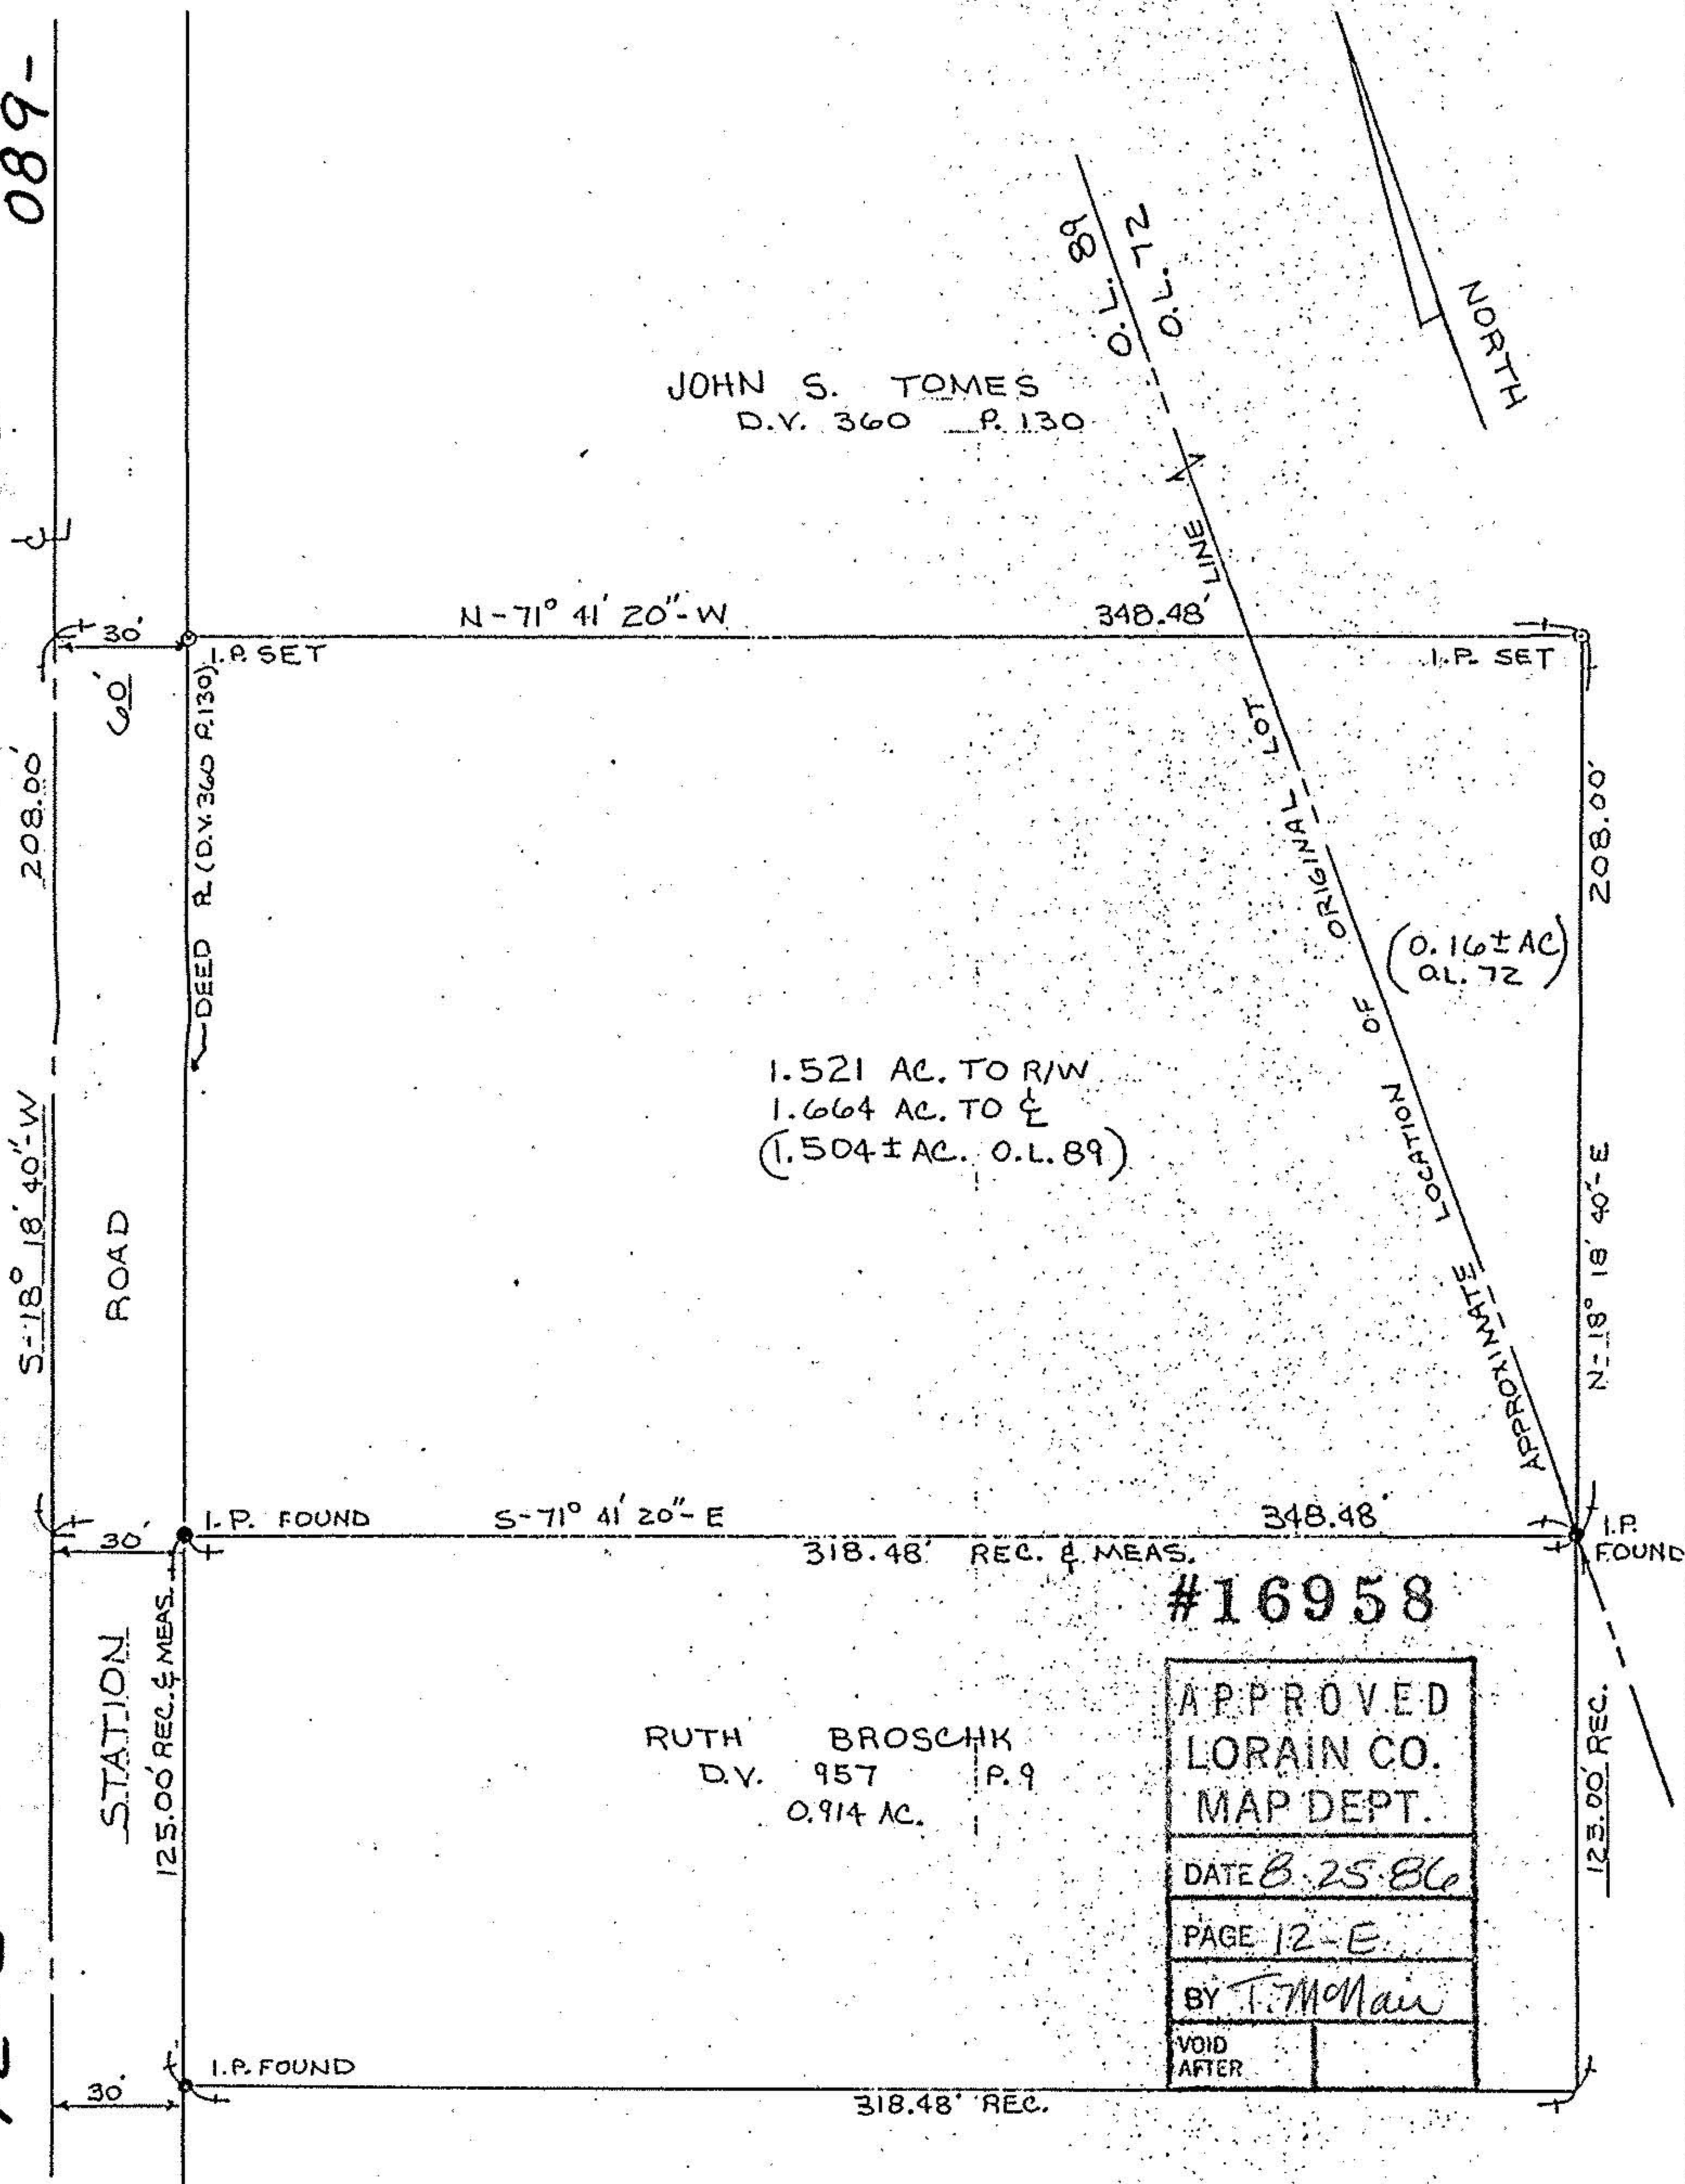 089-
O.L. 89
O.L. 72
NORTH
JOHN S. TOMES
D.V. 360 P. 130
N-71° 41' 20"-W
348.48'
30'
I.P. SET
I.P. SET
60'
DEED R (D.V. 360 P. 130)
208.00'
S-18° 18' 40"-W
ROAD
APPROXIMATE LOCATION OF ORIGINAL LOT LINE
(0.16± AC
O.L. 72)
208.00'
N-18° 18' 40"-E
1.521 AC. TO R/W
1.664 AC. TO ℄
(1.504± AC. O.L. 89)
I.P. FOUND
S-71° 41' 20"-E
348.48'
I.P.
FOUND
30'
318.48' REC. & MEAS.
#16958
STATION
125.00' REC. & MEAS.
RUTH BROSCHK
D.V. 957 P. 9
0.914 AC.
APPROVED
LORAIN CO.
MAP DEPT.
DATE 8-25-86
PAGE 12-E
BY T. McNair
VOID
AFTER
123.00' REC.
I.P. FOUND
30'
318.48' REC.